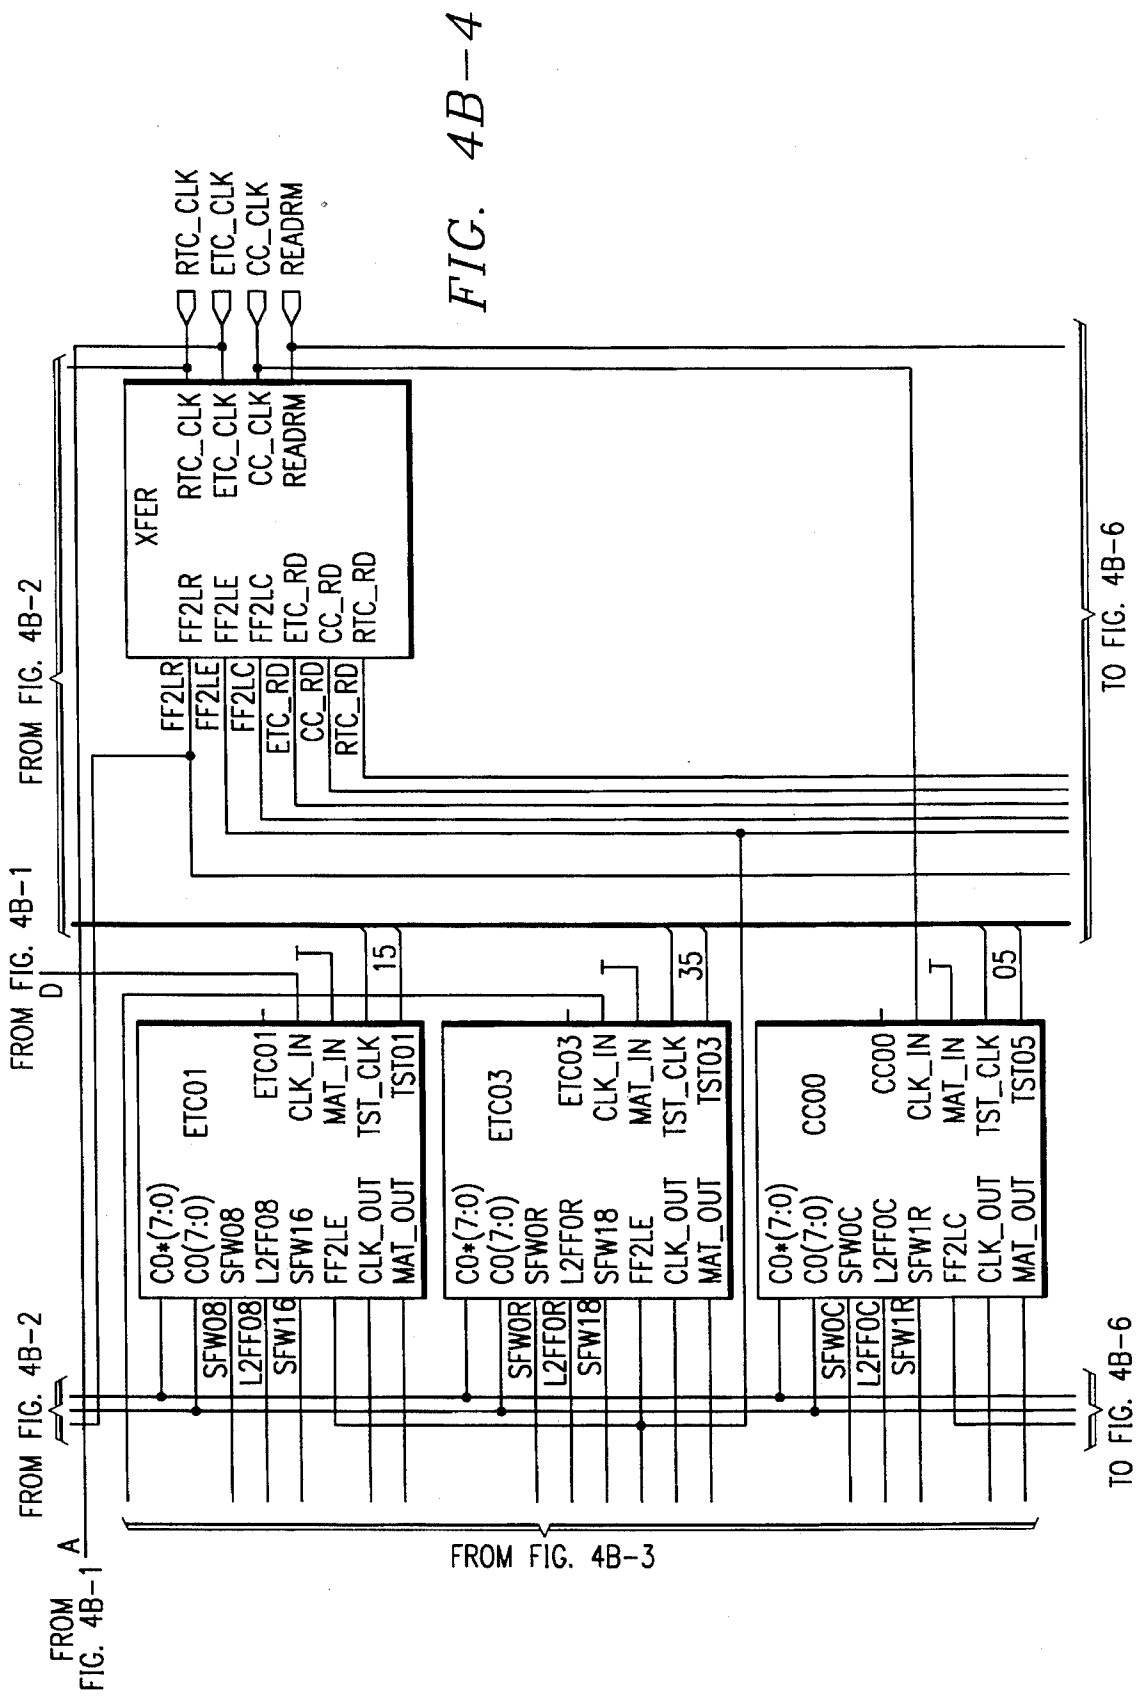 FROM FIG. 4B-1 A
FROM FIG. 4B-2
FROM FIG. 4B-1
D
FROM FIG. 4B-2
FROM FIG. 4B-3
ETC01
C0*(7:0)
C0(7:0)
SFW08
L2FF08
SFW16
FF2LE
CLK_OUT
MAT_OUT
ETC01
CLK_IN
MAT_IN
TST_CLK
TST01
SFW08
L2FF08
SFW16
15
ETC03
C0*(7:0)
C0(7:0)
SFW0R
L2FF0R
SFW18
FF2LE
CLK_OUT
MAT_OUT
ETC03
CLK_IN
MAT_IN
TST_CLK
TST03
SFW0R
L2FF0R
SFW18
35
CC00
C0*(7:0)
C0(7:0)
SFW0C
L2FF0C
SFW1R
FF2LC
CLK_OUT
MAT_OUT
CC00
CLK_IN
MAT_IN
TST_CLK
TST05
SFW0C
L2FF0C
SFW1R
05
XFER
FF2LR
FF2LE
FF2LC
ETC_RD
CC_RD
RTC_RD
RTC_CLK
ETC_CLK
CC_CLK
READRM
FF2LR
FF2LE
FF2LC
ETC_RD
CC_RD
RTC_RD
RTC_CLK
ETC_CLK
CC_CLK
READRM
TO FIG. 4B-6
TO FIG. 4B-6
FIG. 4B-4